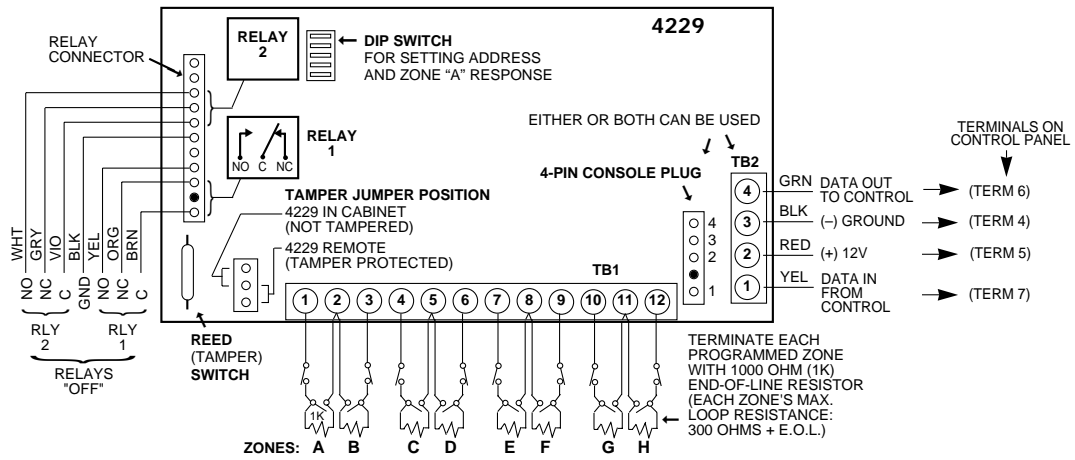 4229
RELAY
CONNECTOR
RELAY
2
DIP SWITCH
FOR SETTING ADDRESS
AND ZONE “A” RESPONSE
RELAY
1
NO C NC
EITHER OR BOTH CAN BE USED
TERMINALS ON
CONTROL PANEL
4-PIN CONSOLE PLUG
TB2
4
3
2
1
4
3
2
1
GRN
DATA OUT
TO CONTROL
(TERM 6)
BLK
(–) GROUND
(TERM 4)
RED
(+) 12V
(TERM 5)
YEL
DATA IN
FROM
CONTROL
(TERM 7)
TAMPER JUMPER POSITION
4229 IN CABINET
(NOT TAMPERED)
4229 REMOTE
(TAMPER PROTECTED)
WHT
GRY
VIO
BLK
YEL
ORG
BRN
NO
NC
C
GND
NO
NC
C
RLY
2
RLY
1
RELAYS
"OFF"
REED
(TAMPER)
SWITCH
TB1
1 2 3 4 5 6 7 8 9 10 11 12
1K
ZONES: A B C D E F G H
TERMINATE EACH
PROGRAMMED ZONE
WITH 1000 OHM (1K)
END-OF-LINE RESISTOR
(EACH ZONE'S MAX.
LOOP RESISTANCE:
300 OHMS + E.O.L.)